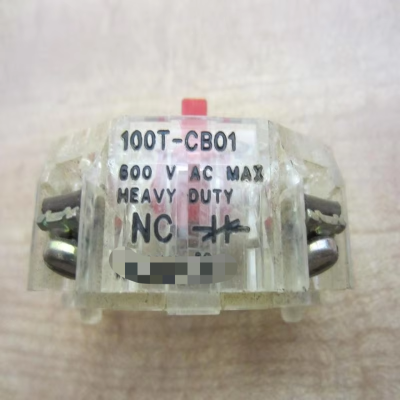 100T-CB01
600 V AC MAX
HEAVY DUTY
NC